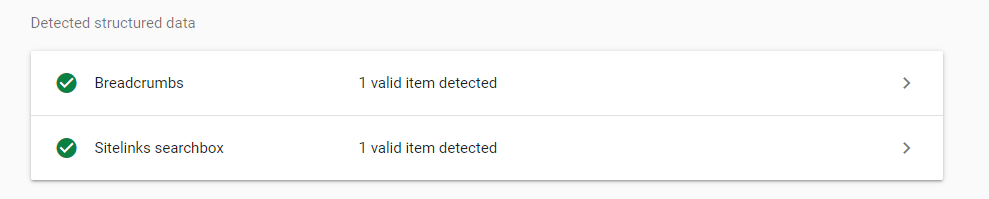 Detected structured data
Breadcrumbs 1 valid item detected
Sitelinks searchbox 1 valid item detected